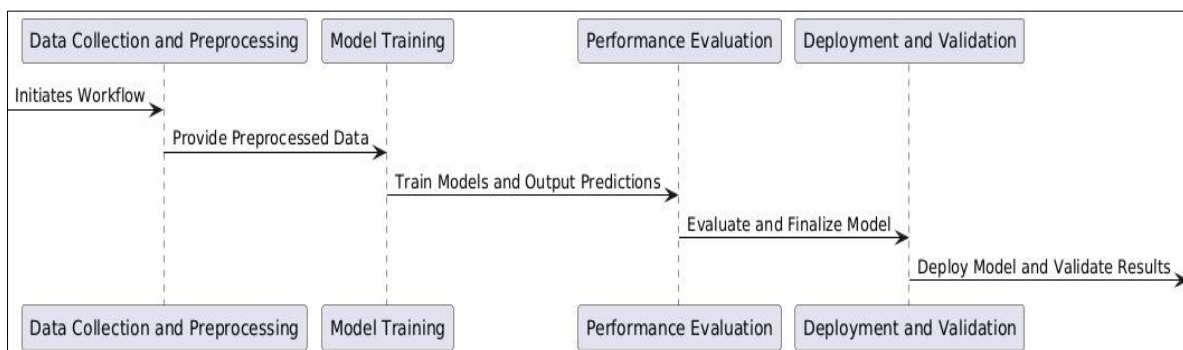 Data Collection and Preprocessing Model Training Performance Evaluation Deployment and Validation
Initiates Workflow
Provide Preprocessed Data
Train Models and Output Predictions
Evaluate and Finalize Model
Deploy Model and Validate Results
Data Collection and Preprocessing Model Training Performance Evaluation Deployment and Validation